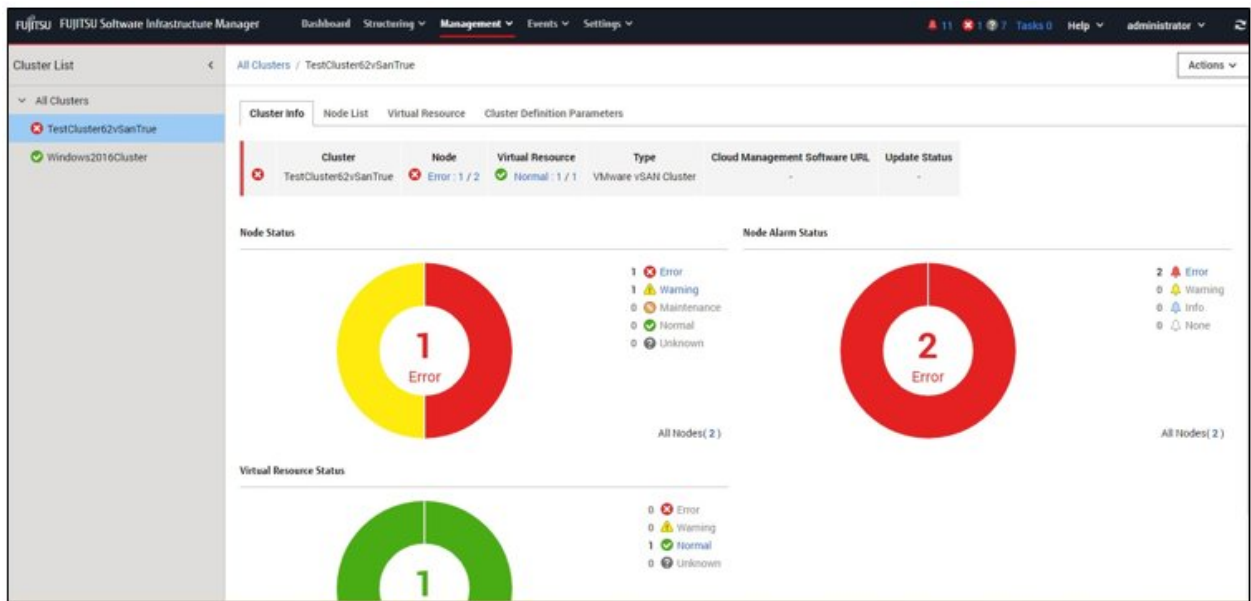 FUJITSU FUJITSU Software Infrastructure Manager Dashboard Structuring Management Events Settings 11 1 7 Tasks 0 Help administrator
Cluster List All Clusters / TestCluster62vSanTrue Actions
All Clusters
TestCluster62vSanTrue
Windows2016Cluster
Cluster Info Node List Virtual Resource Cluster Definition Parameters
Cluster Node Virtual Resource Type Cloud Management Software URL Update Status
TestCluster62vSanTrue Error : 1 / 2 Normal : 1 / 1 VMware vSAN Cluster - -
Node Status
1 Error
1 Warning
0 Maintenance
0 Normal
0 Unknown
1
Error
All Nodes( 2 )
Node Alarm Status
2 Error
0 Warning
0 Info
0 None
2
Error
All Nodes( 2 )
Virtual Resource Status
0 Error
0 Warning
1 Normal
0 Unknown
1